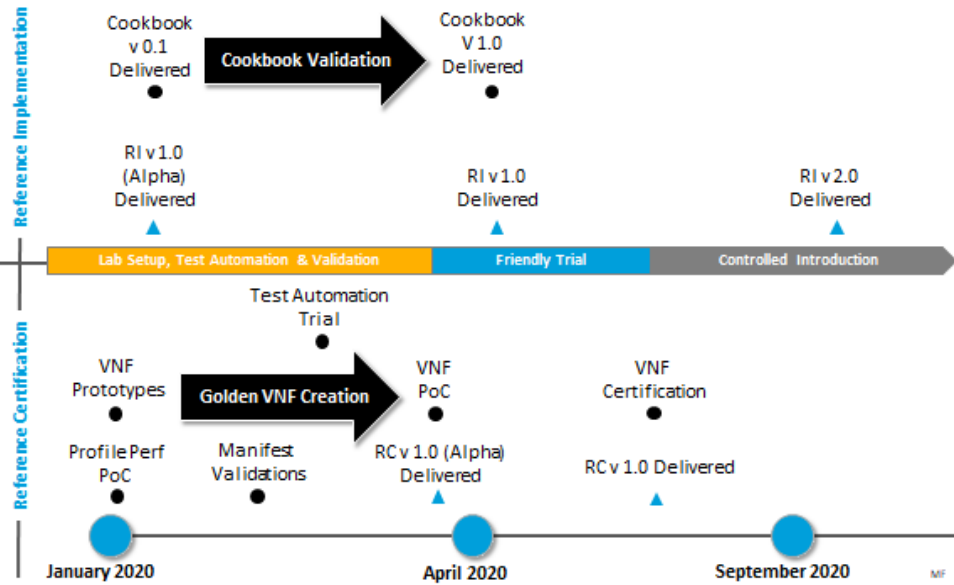 Reference Implementation
Cookbook
v 0.1
Delivered
Cookbook Validation
Cookbook
V 1.0
Delivered
RI v 1.0
(Alpha)
Delivered
RI v 1.0
Delivered
RI v 2.0
Delivered
Lab Setup, Test Automation & Validation
Friendly Trial
Controlled Introduction
Reference Certification
Test Automation
Trial
VNF
Prototypes
Golden VNF Creation
VNF
PoC
VNF
Certification
Profile Perf
PoC
Manifest
Validations
RC v 1.0 (Alpha)
Delivered
RC v 1.0 Delivered
January 2020
April 2020
September 2020
MF